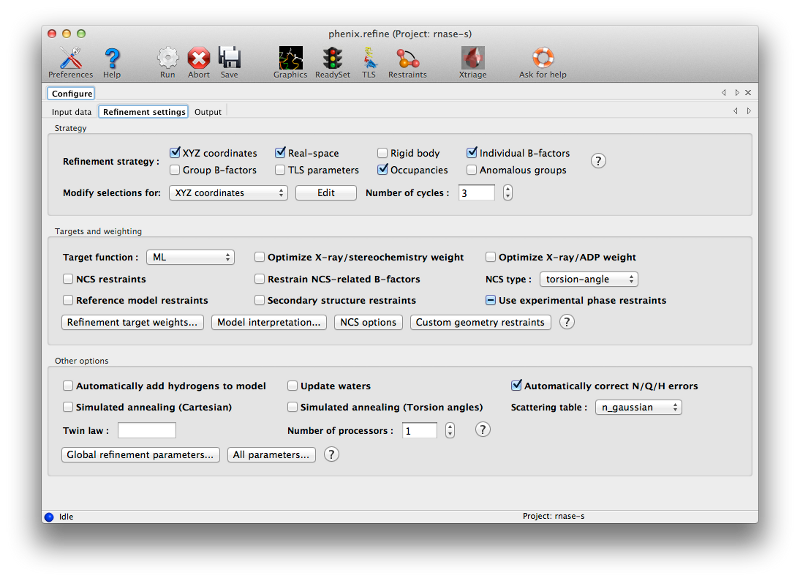 phenix.refine (Project: rnase-s)
Preferences Help Run Abort Save Graphics ReadySet TLS Restraints Xtriage Ask for help
Configure
Input data Refinement settings Output
Strategy
Refinement strategy : XYZ coordinates Real-space Rigid body Individual B-factors ?
Group B-factors TLS parameters Occupancies Anomalous groups
Modify selections for: XYZ coordinates Edit Number of cycles : 3
Targets and weighting
Target function : ML Optimize X-ray/stereochemistry weight Optimize X-ray/ADP weight
NCS restraints Restrain NCS-related B-factors NCS type : torsion-angle
Reference model restraints Secondary structure restraints Use experimental phase restraints
Refinement target weights... Model interpretation... NCS options Custom geometry restraints ?
Other options
Automatically add hydrogens to model Update waters Automatically correct N/Q/H errors
Simulated annealing (Cartesian) Simulated annealing (Torsion angles) Scattering table : n_gaussian
Twin law : Number of processors : 1 ?
Global refinement parameters... All parameters... ?
Idle Project: rnase-s